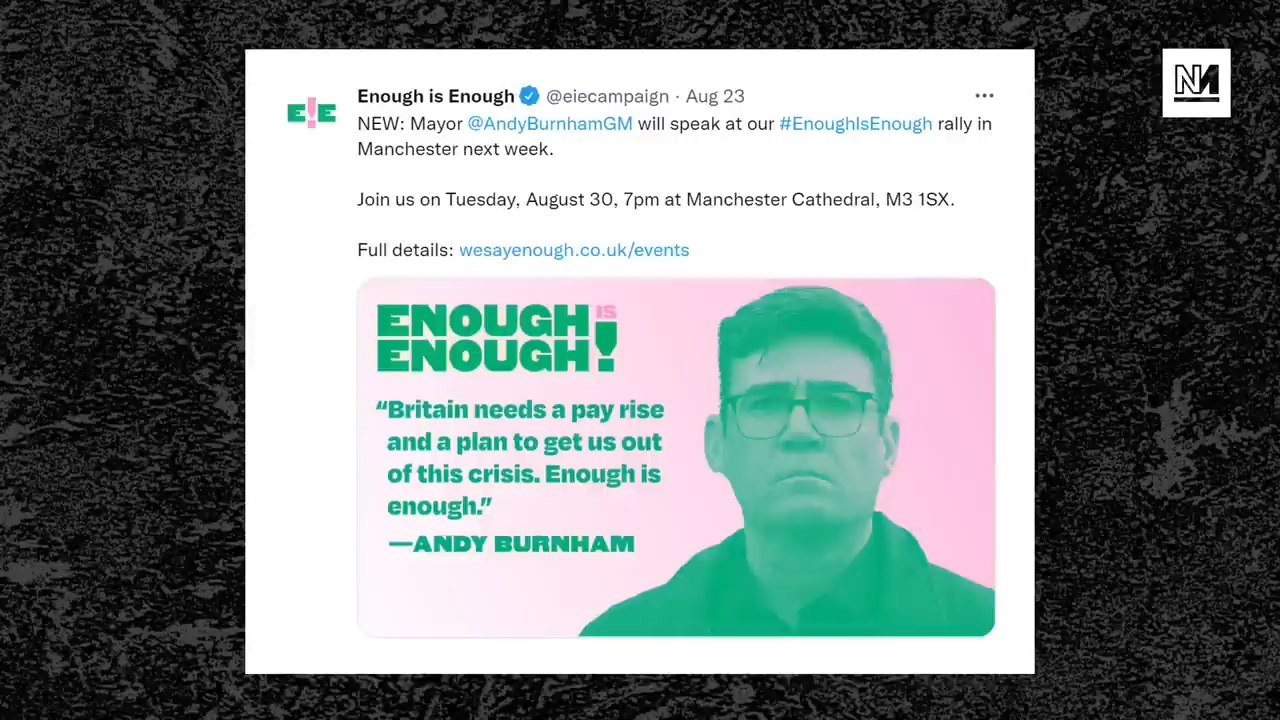 NM
E!E
Enough is Enough @eiecampaign · Aug 23
NEW: Mayor @AndyBurnhamGM will speak at our #EnoughIsEnough rally in
Manchester next week.
Join us on Tuesday, August 30, 7pm at Manchester Cathedral, M3 1SX.
Full details: wesayenough.co.uk/events
ENOUGH IS
ENOUGH!
“Britain needs a pay rise
and a plan to get us out
of this crisis. Enough is
enough.”
—ANDY BURNHAM